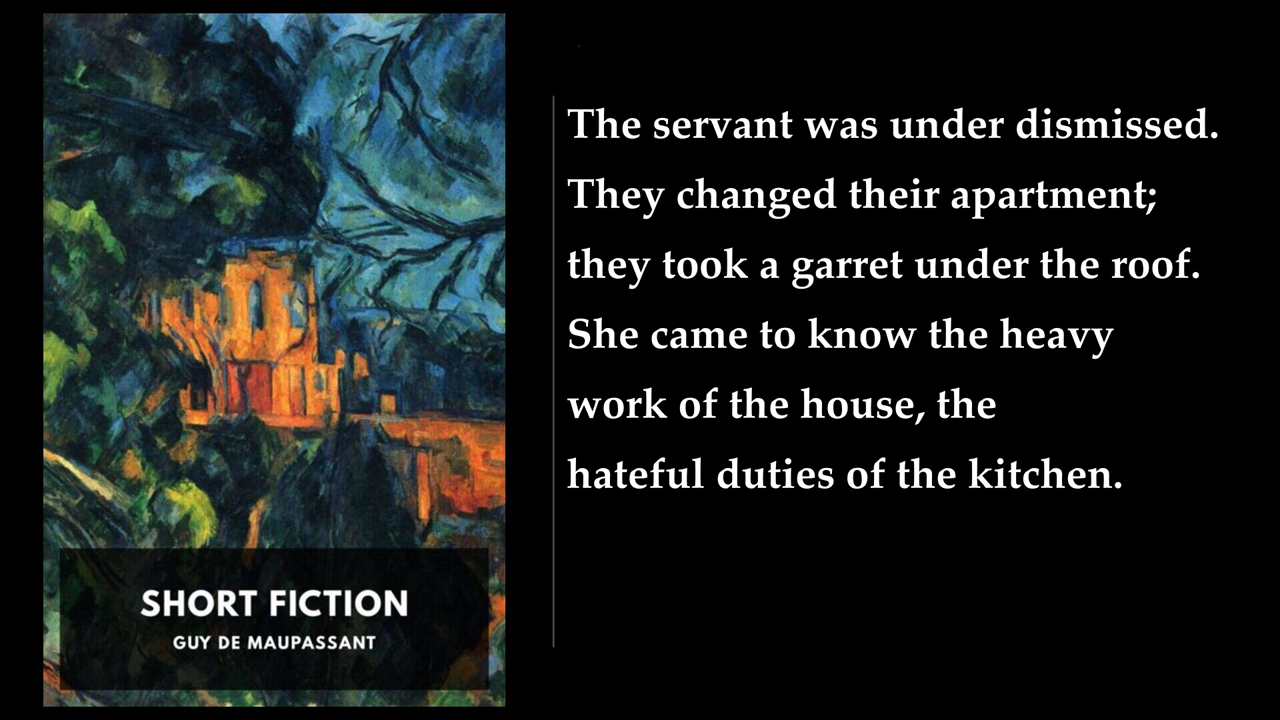 The servant was under dismissed.
They changed their apartment;
they took a garret under the roof.
She came to know the heavy
work of the house, the
hateful duties of the kitchen.
SHORT FICTION
GUY DE MAUPASSANT